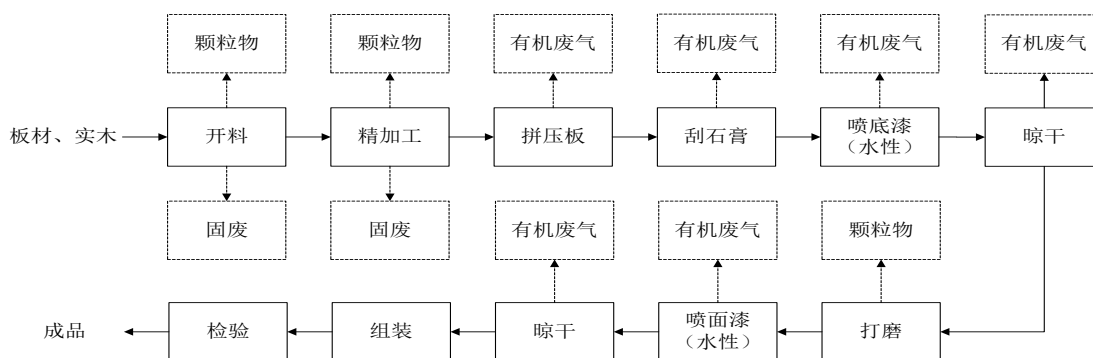 颗粒物
颗粒物
有机废气
有机废气
有机废气
有机废气
板材、实木
开料
精加工
拼压板
刮石膏
喷底漆
（水性）
晾干
固废
固废
有机废气
有机废气
颗粒物
成品
检验
组装
晾干
喷面漆
（水性）
打磨